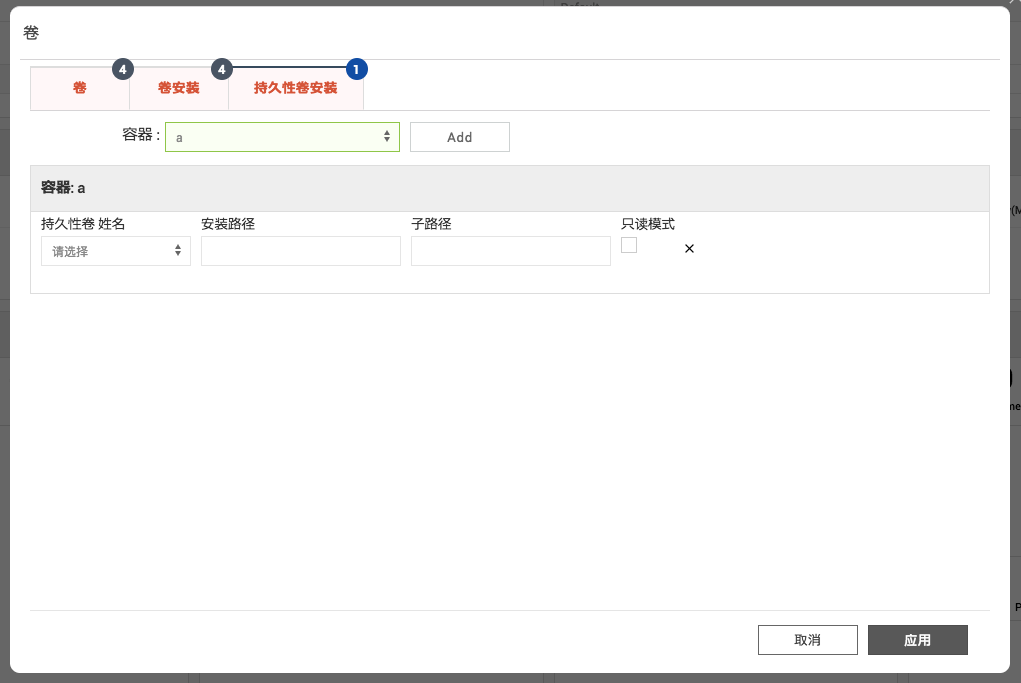 卷
卷 4
卷安装 4
持久性卷安装 1
容器 : a Add
容器: a
持久性卷 姓名 安装路径 子路径 只读模式
请选择
取消 应用